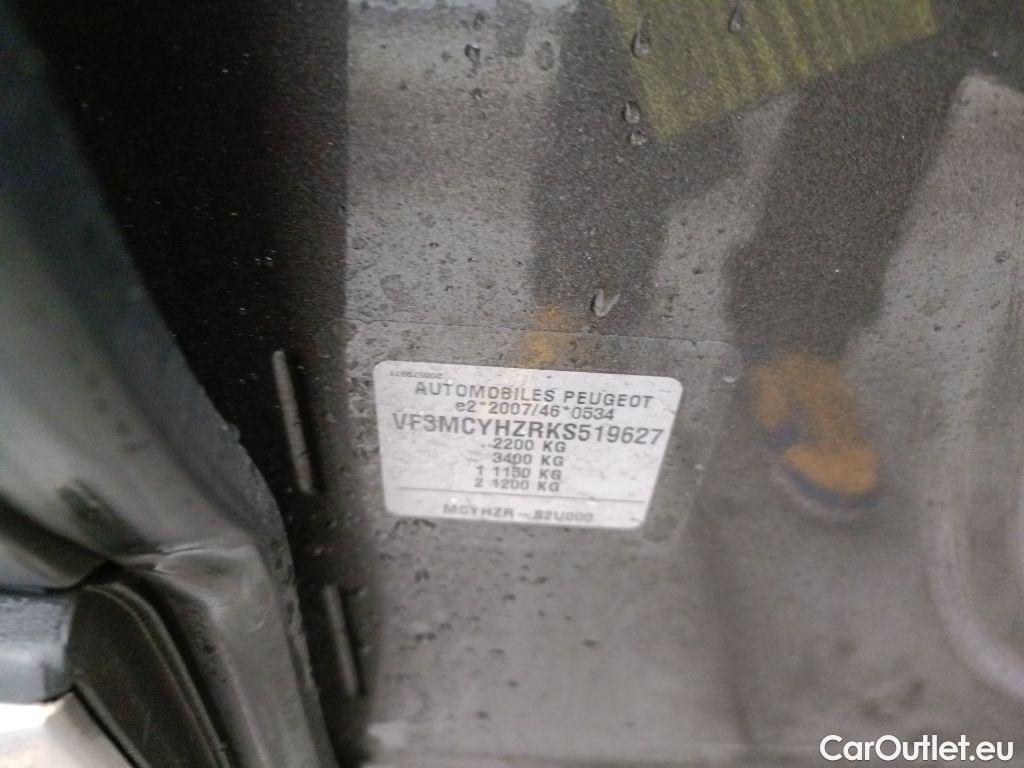 AUTOMOBILES PEUGEOT
e2*2007/46*0534
VF3MCYHZRKS519627
2200 KG
3400 KG
1 1150 KG
2 1200 KG
MCYHZR - S2U000
CarOutlet.eu